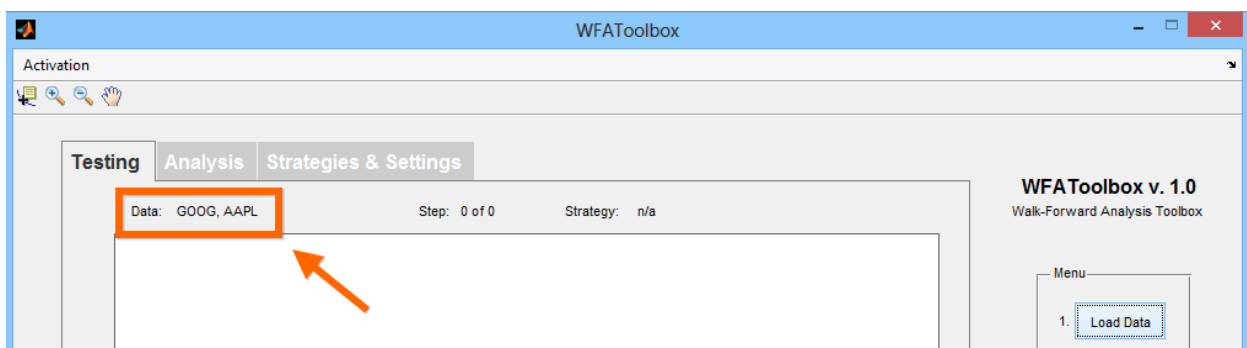 WFAToolbox
Activation
Testing Analysis Strategies & Settings
Data: GOOG, AAPL Step: 0 of 0 Strategy: n/a
WFAToolbox v. 1.0
Walk-Forward Analysis Toolbox
Menu
1. Load Data